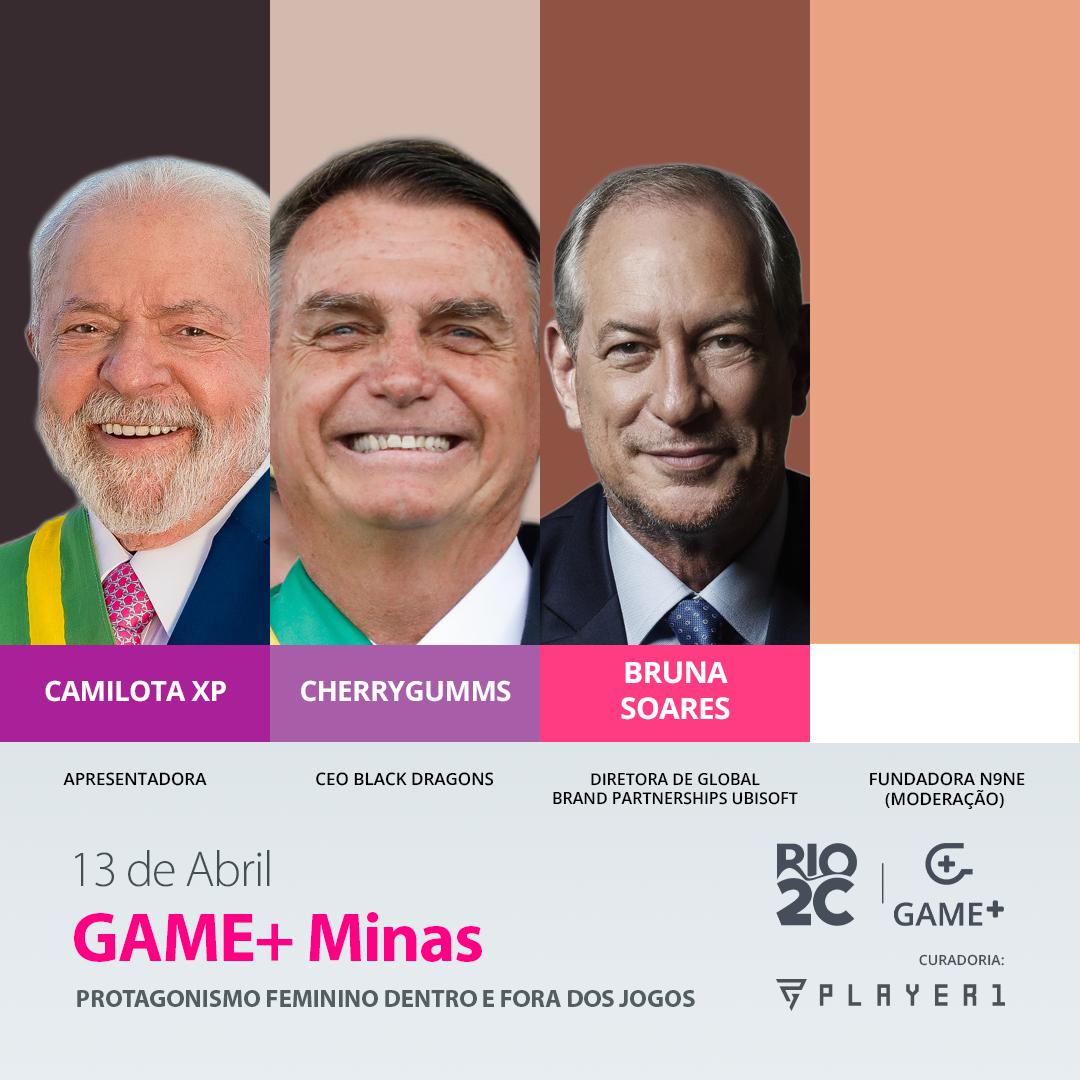 CAMILOTA XP
CHERRYGUMMS
BRUNA
SOARES
APRESENTADORA
CEO BLACK DRAGONS
DIRETORA DE GLOBAL
BRAND PARTNERSHIPS UBISOFT
FUNDADORA N9NE
(MODERAÇÃO)
13 de Abril
GAME+ Minas
PROTAGONISMO FEMININO DENTRO E FORA DOS JOGOS
RIO
2C
GAME+
CURADORIA:
PLAYER1